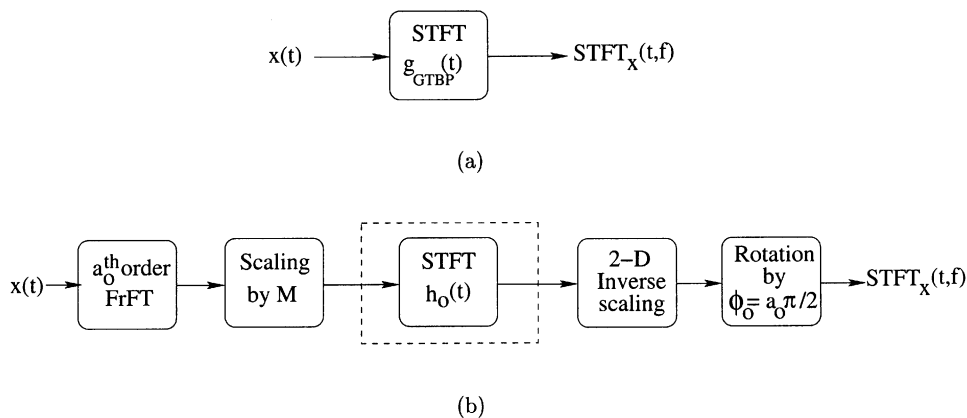 x(t)
STFT
g_GTBP(t)
STFT_x(t,f)
(a)
x(t)
a_o^th order
FrFT
Scaling
by M
STFT
h_o(t)
2-D
Inverse
scaling
Rotation
by
ϕ_o = a_o π/2
STFT_x(t,f)
(b)